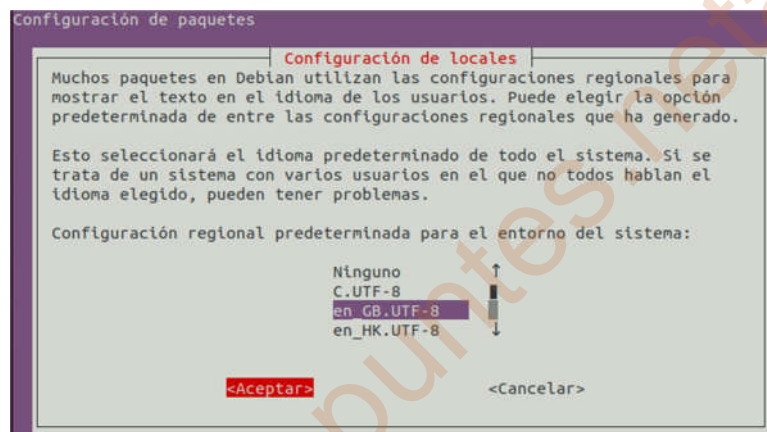 Configuración de paquetes
Configuración de locales
Muchos paquetes en Debian utilizan las configuraciones regionales para
mostrar el texto en el idioma de los usuarios. Puede elegir la opción
predeterminada de entre las configuraciones regionales que ha generado.
Esto seleccionará el idioma predeterminado de todo el sistema. Si se
trata de un sistema con varios usuarios en el que no todos hablan el
idioma elegido, pueden tener problemas.
Configuración regional predeterminada para el entorno del sistema:
Ninguno
C.UTF-8
en_GB.UTF-8
en_HK.UTF-8
<Aceptar> <Cancelar>